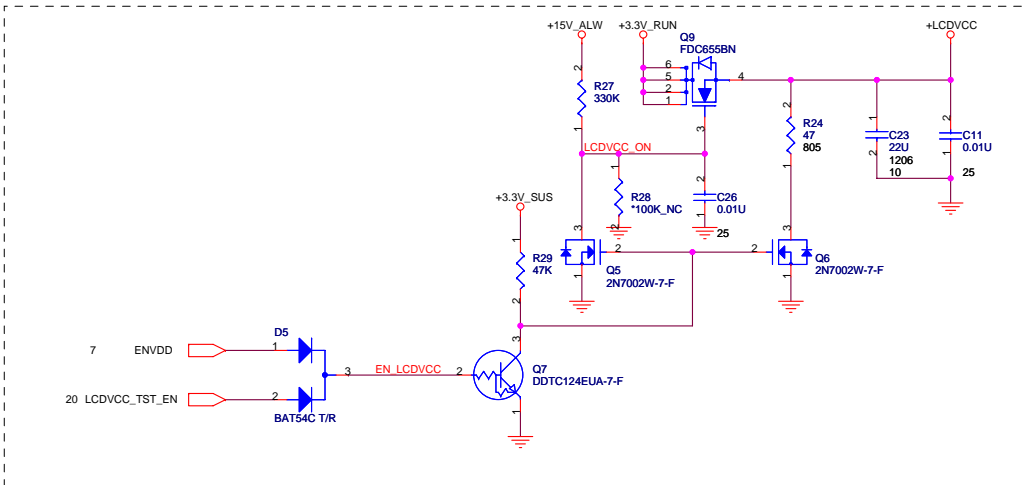 +15V_ALW
+3.3V_RUN
+LCDVCC
Q9
FDC655BN
6
5
2
1
4
3
2
R27
330K
1
LCDVCC_ON
2
R24
47
805
1
1
C23
22U
1206
10
2
2
C11
0.01U
1
25
1
R28
*100K_NC
2
2
C26
0.01U
1
25
+3.3V_SUS
1
R29
47K
2
3
2
Q5
2N7002W-7-F
1
3
2
Q6
2N7002W-7-F
1
D5
7 ENVDD
1
3
EN_LCDVCC
2
3
Q7
DDTC124EUA-7-F
1
20 LCDVCC_TST_EN
2
BAT54C T/R